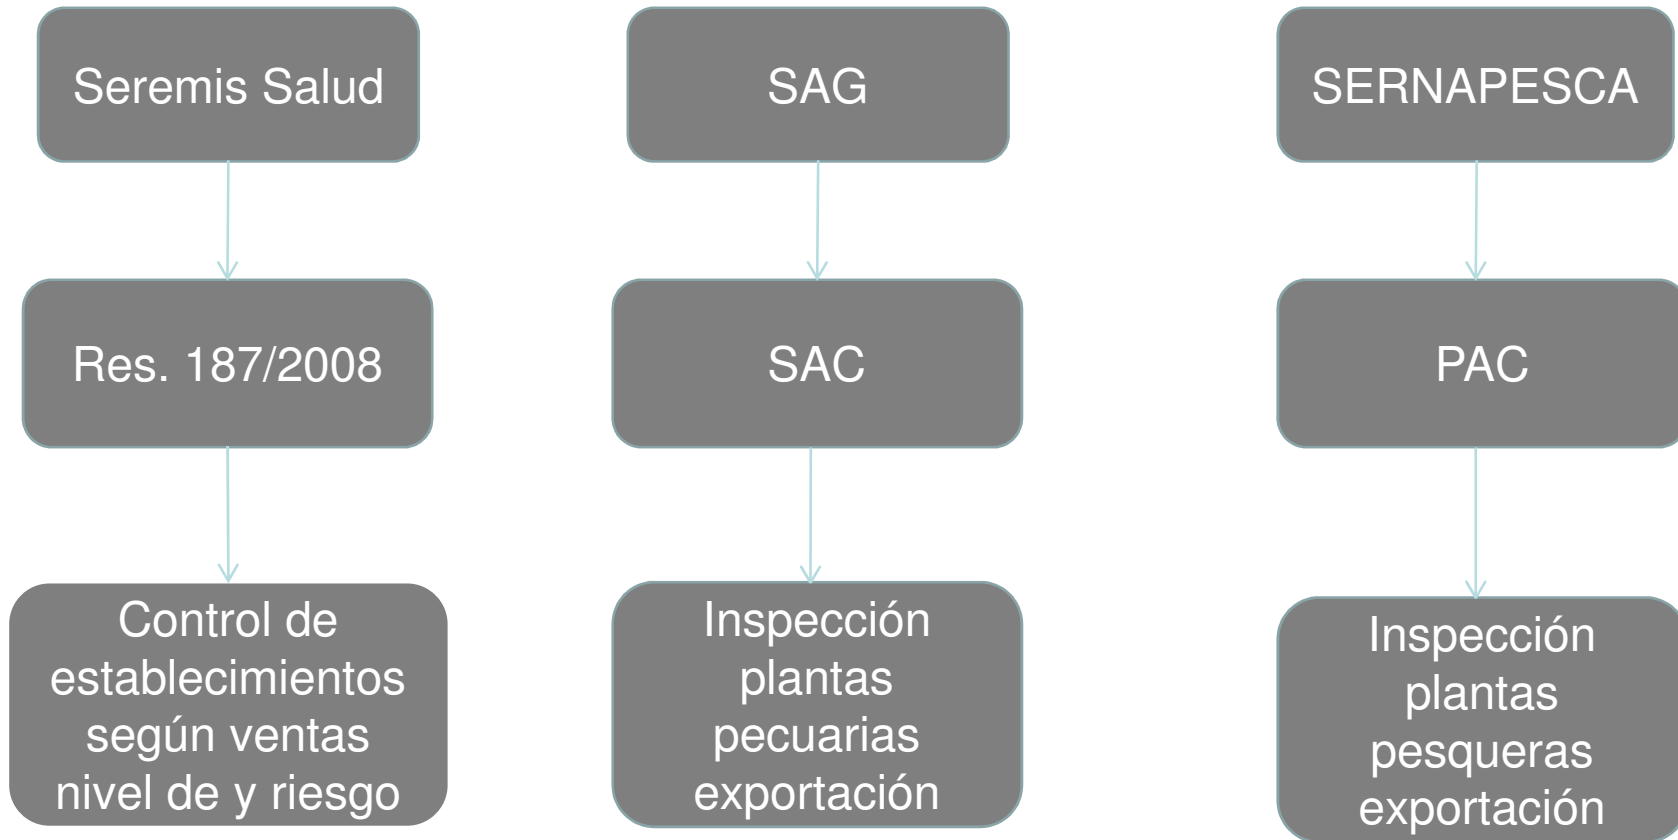 Seremis Salud
SAG
SERNAPESCA
Res. 187/2008
SAC
PAC
Control de
establecimientos
según ventas
nivel de y riesgo
Inspección
plantas
pecuarias
exportación
Inspección
plantas
pesqueras
exportación